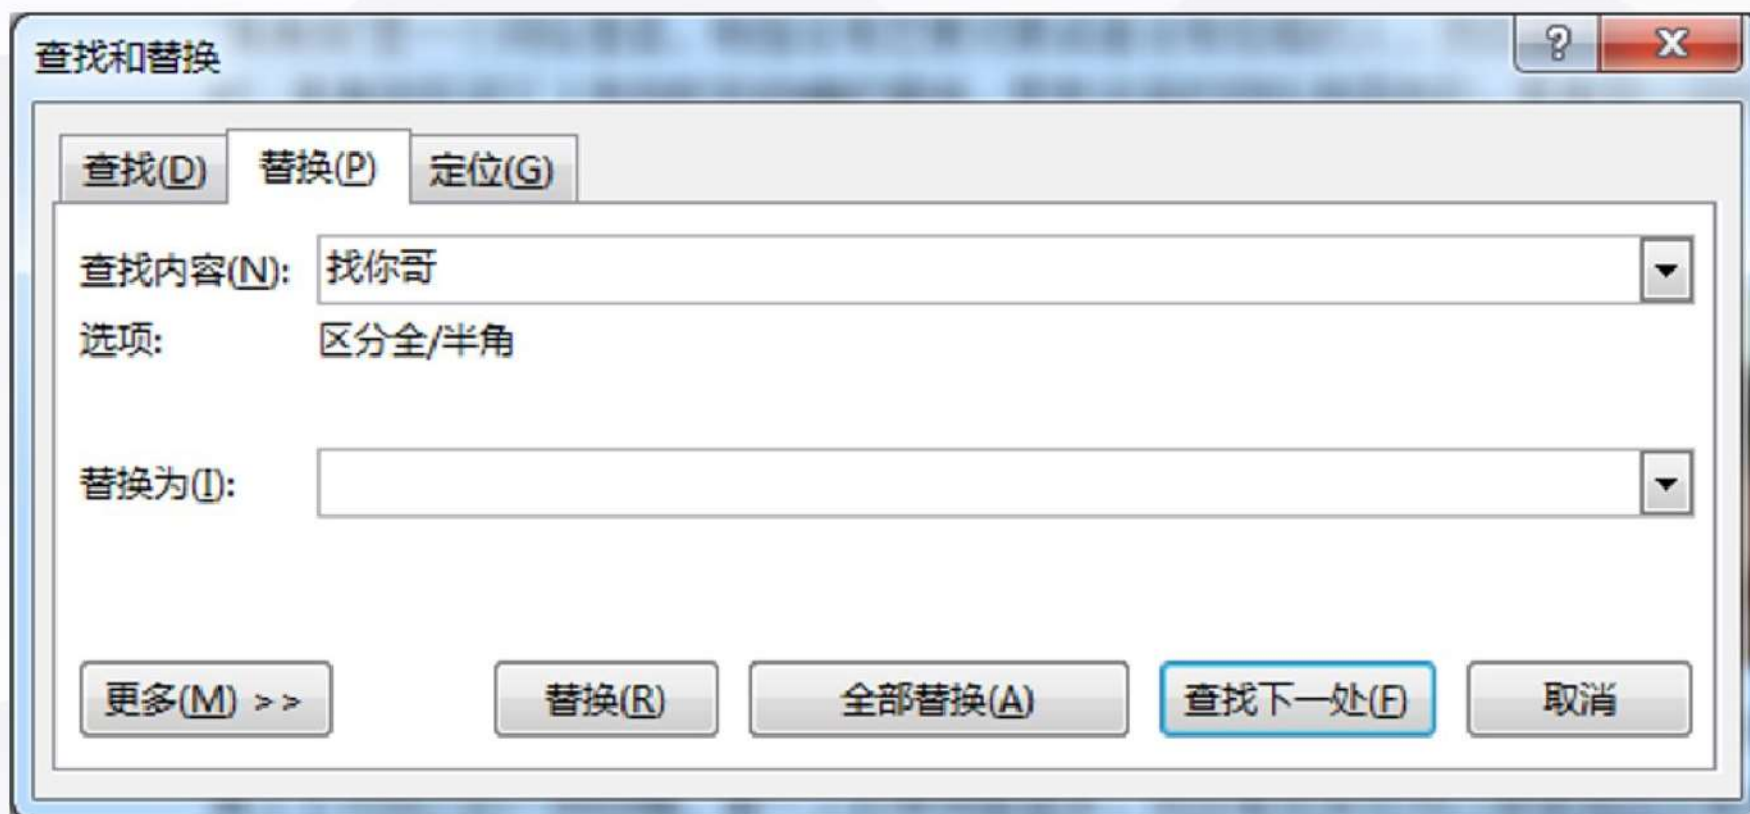 查找和替换
查找(D) 替换(P) 定位(G)
查找内容(N): 找你哥
选项: 区分全/半角
替换为(I):
更多(M) >> 替换(R) 全部替换(A) 查找下一处(F) 取消